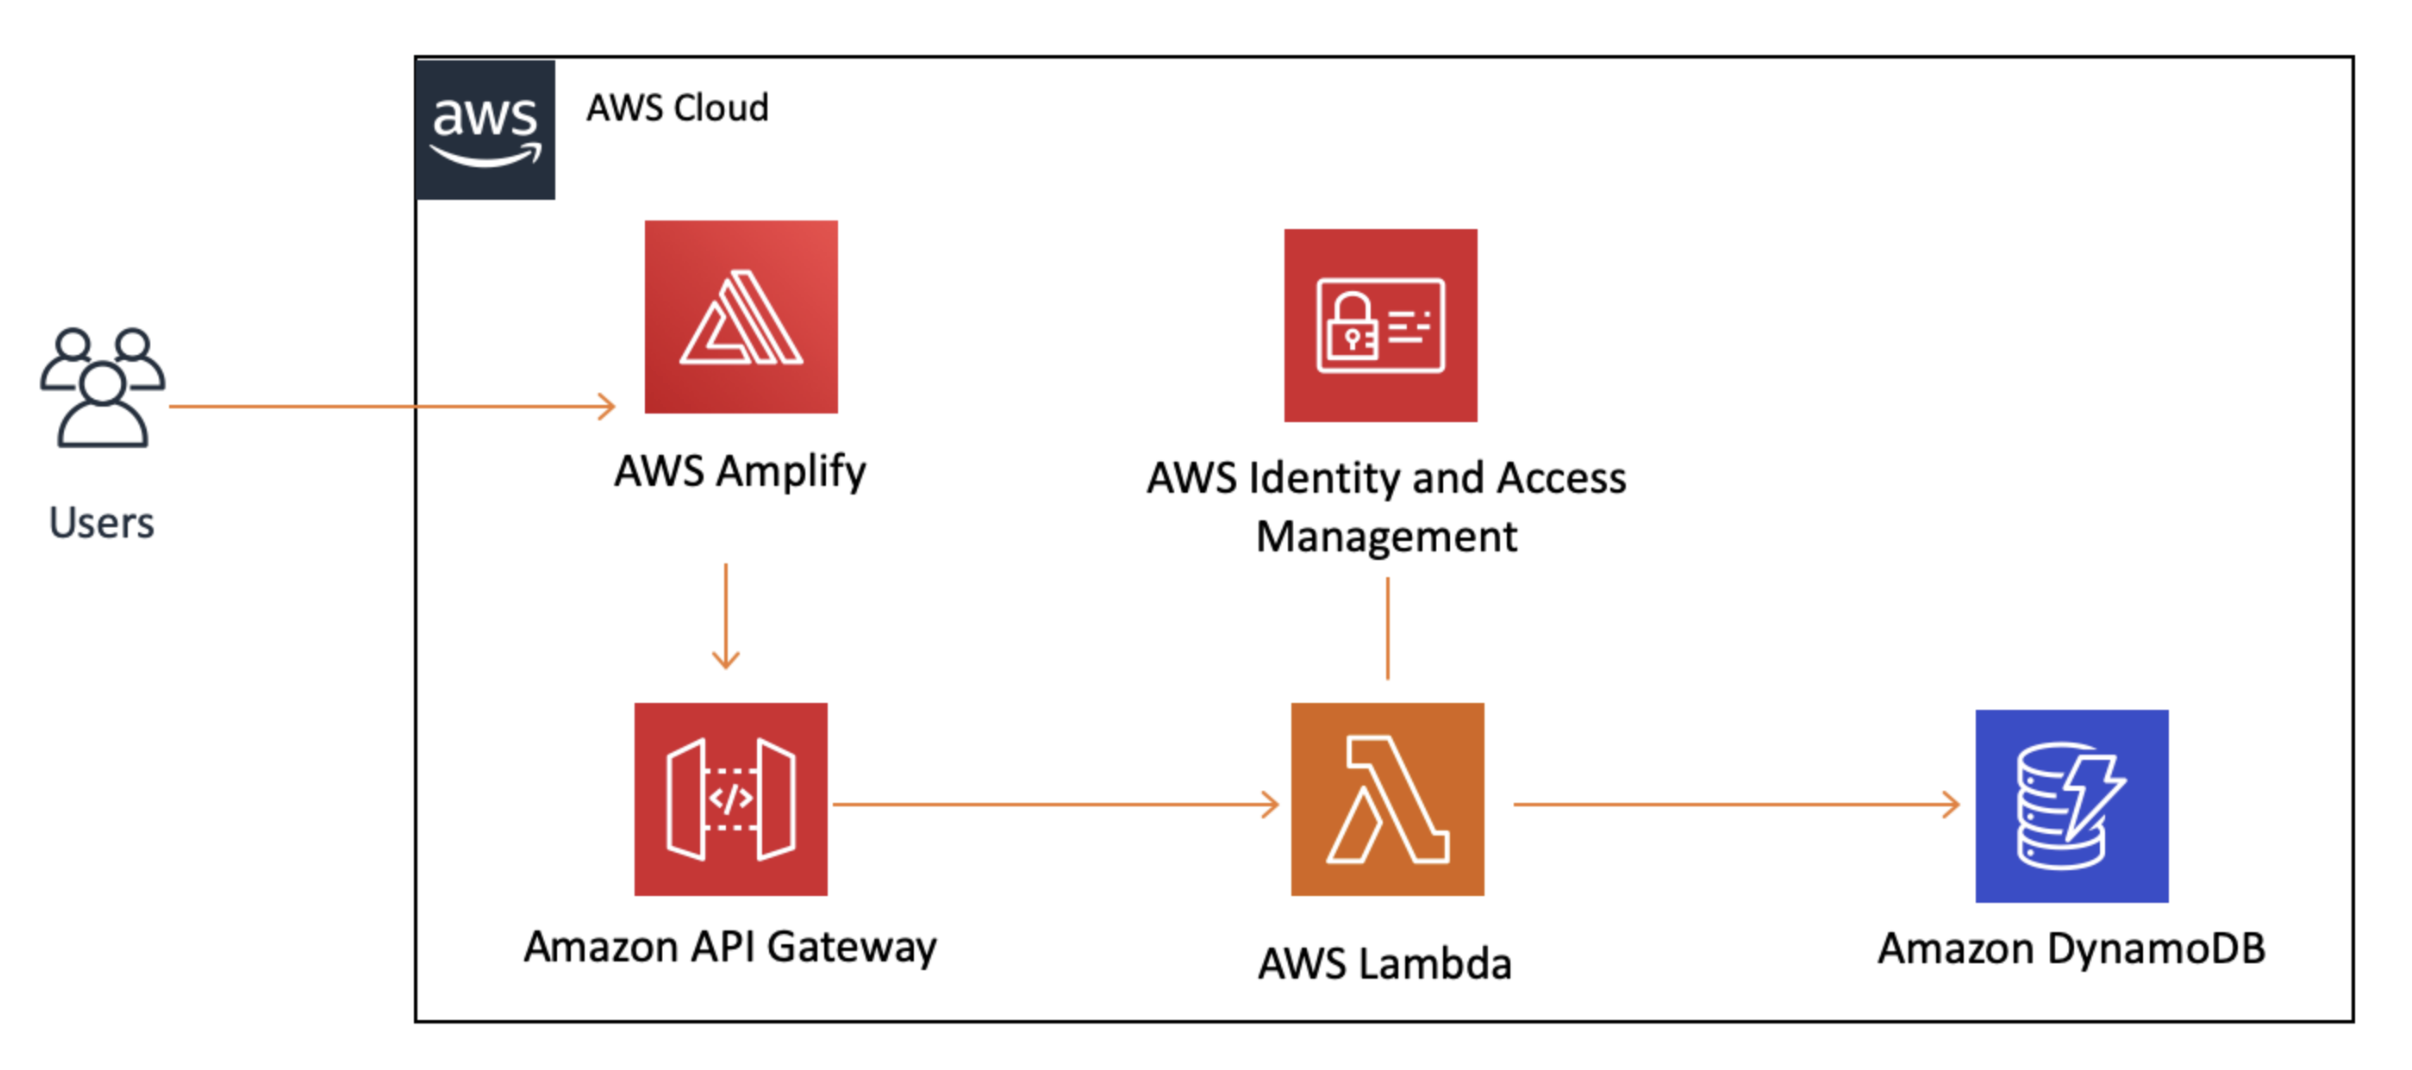 aws
AWS Cloud
AWS Amplify
AWS Identity and Access
Management
Users
</>
Amazon API Gateway
AWS Lambda
Amazon DynamoDB